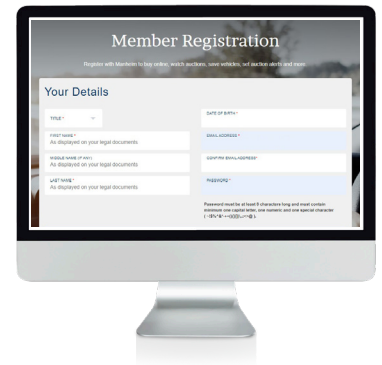 Member Registration
Register with Manheim to buy online, watch auctions, save vehicles, set auction alerts and more
Your Details
TITLE *
DATE OF BIRTH *
FIRST NAME *
As displayed on your legal documents
EMAIL ADDRESS *
MIDDLE NAME (IF ANY)
As displayed on your legal documents
CONFIRM EMAIL ADDRESS*
LAST NAME *
As displayed on your legal documents
PASSWORD *
Password must be at least 8 characters long and must contain
minimum one capital letter, one numeric and one special character